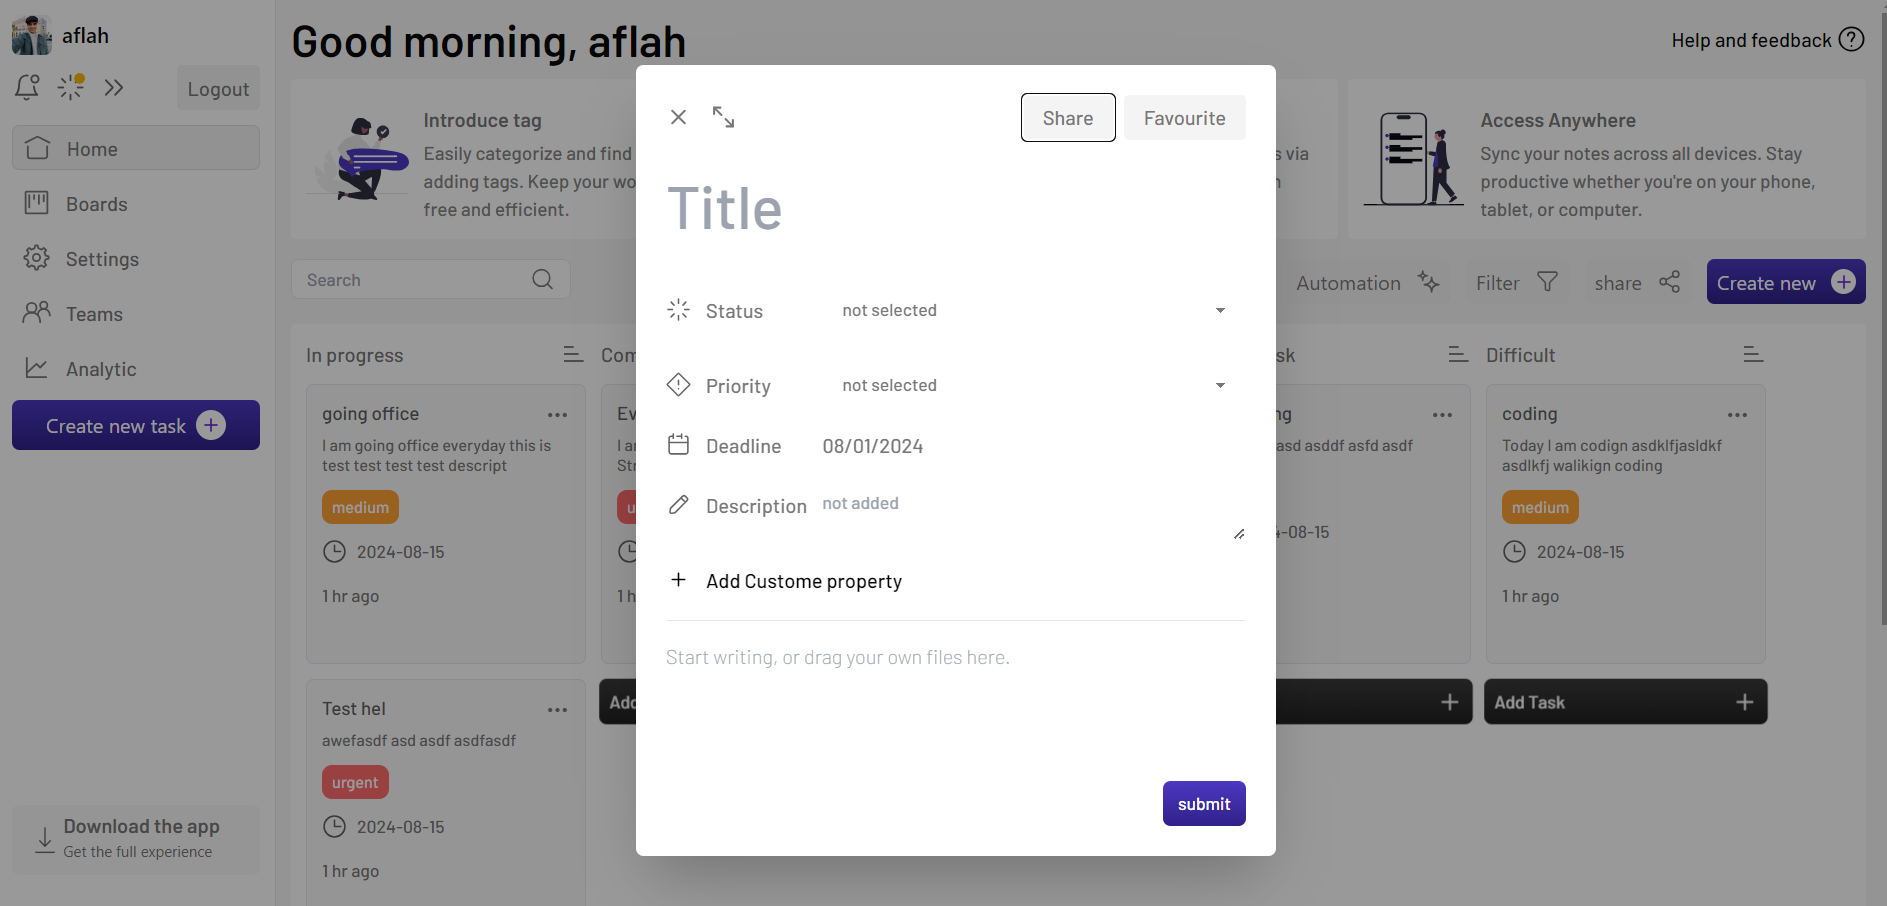 aflah
Logout
Home
Boards
Settings
Teams
Analytic
Create new task
Download the app
Get the full experience
Good morning, aflah
Help and feedback
Introduce tag
Easily categorize and find
adding tags. Keep your wo
free and efficient.
s via
Access Anywhere
Sync your notes across all devices. Stay
productive whether you're on your phone,
tablet, or computer.
Search
Automation
Filter
share
Create new
In progress
going office
I am going office everyday this is
test test test test descript
medium
2024-08-15
1 hr ago
Test hel
awefasdf asd asdf asdfasdf
urgent
2024-08-15
1 hr ago
Com
Ev
I a
Str
u
1 h
Add
Share
Favourite
Title
Status not selected
Priority not selected
Deadline 08/01/2024
Description not added
Add Custome property
Start writing, or drag your own files here.
submit
sk
ng
asd asddf asfd asdf
-08-15
Difficult
coding
Today I am codign asdklfjasldkf
asdlkfj walikign coding
medium
2024-08-15
1 hr ago
Add Task